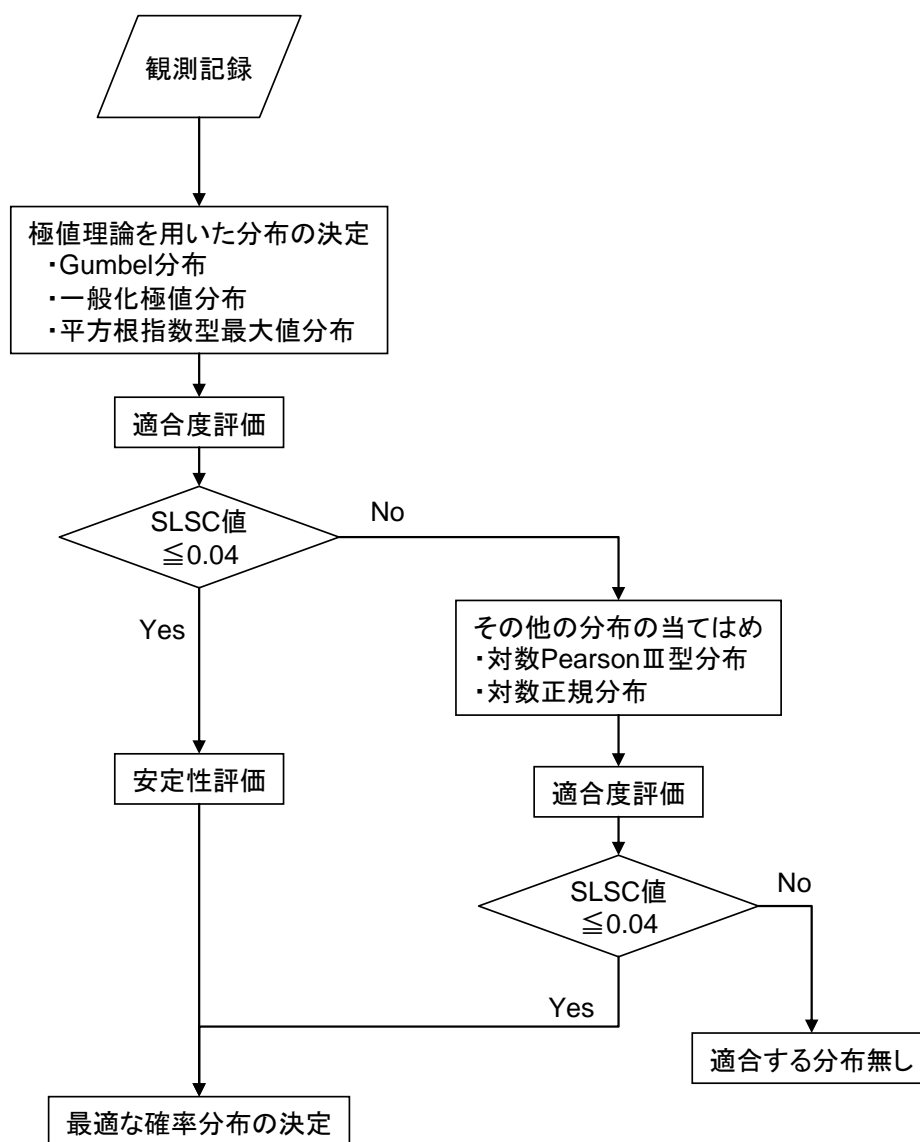 観測記録
極値理論を用いた分布の決定
・Gumbel分布
・一般化極値分布
・平方根指数型最大値分布
適合度評価
SLSC値
≦0.04
No
Yes
その他の分布の当てはめ
・対数PearsonⅢ型分布
・対数正規分布
安定性評価
適合度評価
SLSC値
≦0.04
No
Yes
適合する分布無し
最適な確率分布の決定